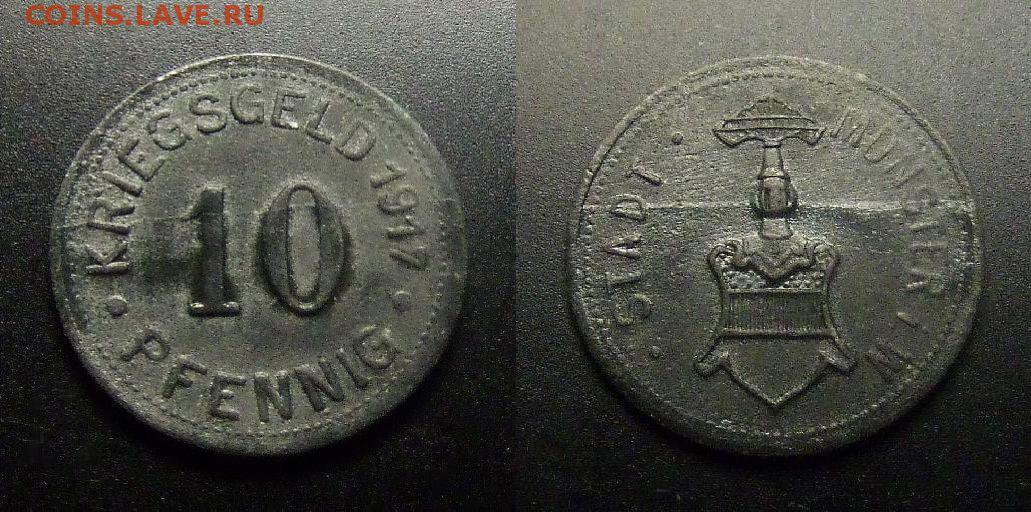 COINS.LAVE.RU
KRIEGSGELD 1917
10
• PFENNIG •
• STADT • MÜNSTER I. W.